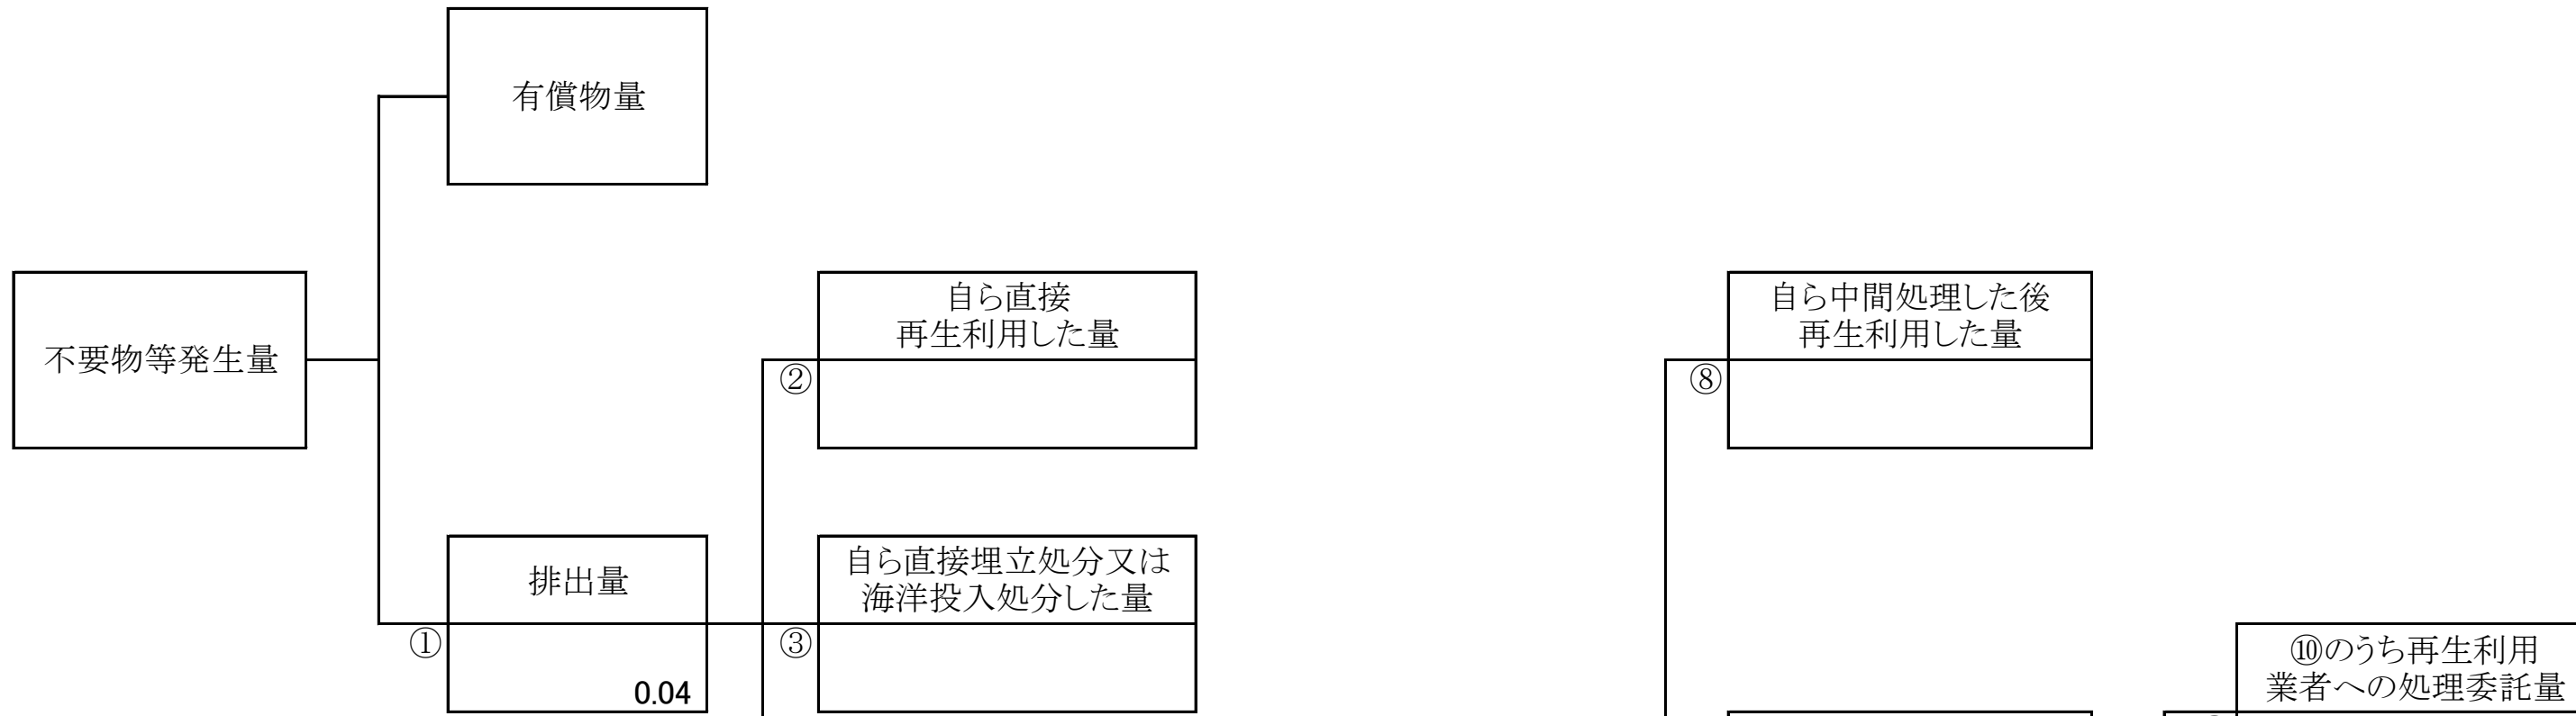 有償物量
不要物等発生量
自ら直接
再生利用した量
②
自ら中間処理した後
再生利用した量
⑧
排出量
①
0.04
自ら直接埋立処分又は
海洋投入処分した量
③
⑩のうち再生利用
業者への処理委託量